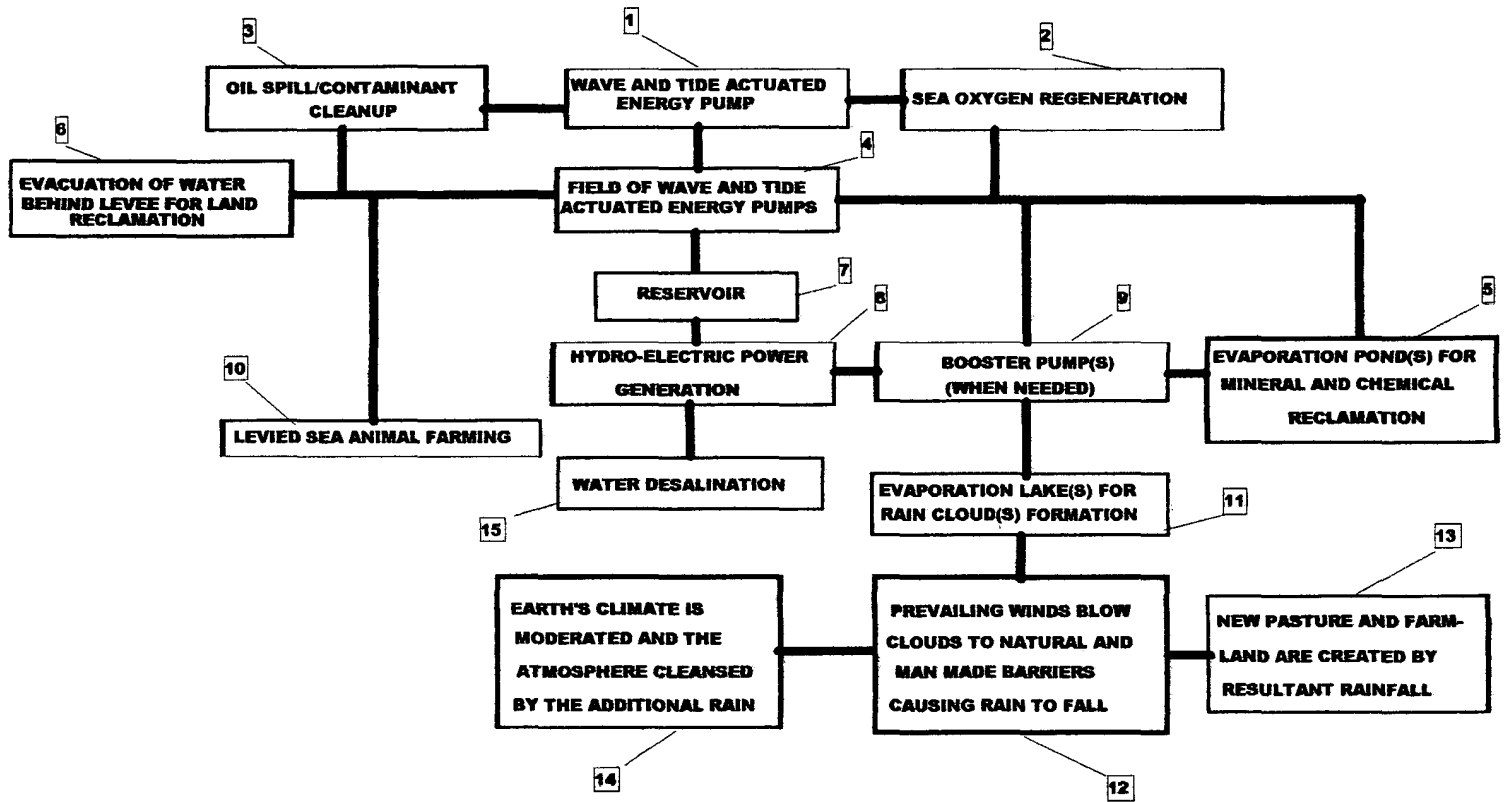 1
3
2
OIL SPILL/CONTAMINANT
CLEANUP
WAVE AND TIDE ACTUATED
ENERGY PUMP
SEA OXYGEN REGENERATION
6
4
EVACUATION OF WATER
BEHIND LEVEE FOR LAND
RECLAMATION
FIELD OF WAVE AND TIDE
ACTUATED ENERGY PUMPS
7
RESERVOIR
8
9
5
HYDRO-ELECTRIC POWER
GENERATION
BOOSTER PUMP(S)
(WHEN NEEDED)
EVAPORATION POND(S) FOR
MINERAL AND CHEMICAL
RECLAMATION
10
LEVIED SEA ANIMAL FARMING
WATER DESALINATION
15
EVAPORATION LAKE(S) FOR
RAIN CLOUD(S) FORMATION
11
13
EARTH'S CLIMATE IS
MODERATED AND THE
ATMOSPHERE CLEANSED
BY THE ADDITIONAL RAIN
PREVAILING WINDS BLOW
CLOUDS TO NATURAL AND
MAN MADE BARRIERS
CAUSING RAIN TO FALL
NEW PASTURE AND FARM-
LAND ARE CREATED BY
RESULTANT RAINFALL
14
12